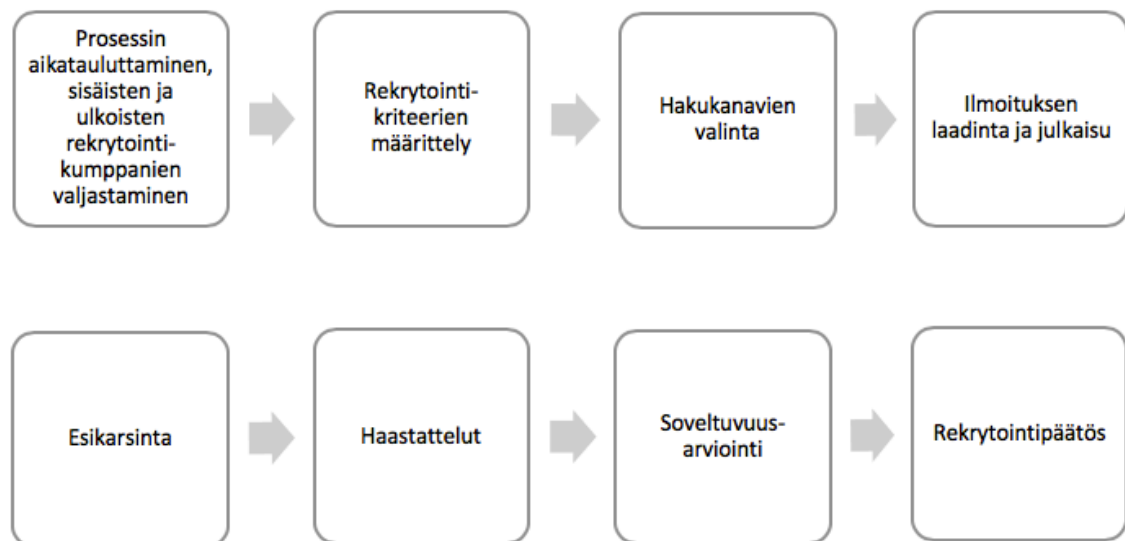 Prosessin
aikatauluttaminen,
sisäisten ja
ulkoisten
rekrytointi-
kumppanien
valjastaminen
Rekrytointi-
kriteerien
määrittely
Hakukanavien
valinta
Ilmoituksen
laadinta ja julkaisu
Esikarsinta
Haastattelut
Soveltuvuus-
arviointi
Rekrytointipäätös